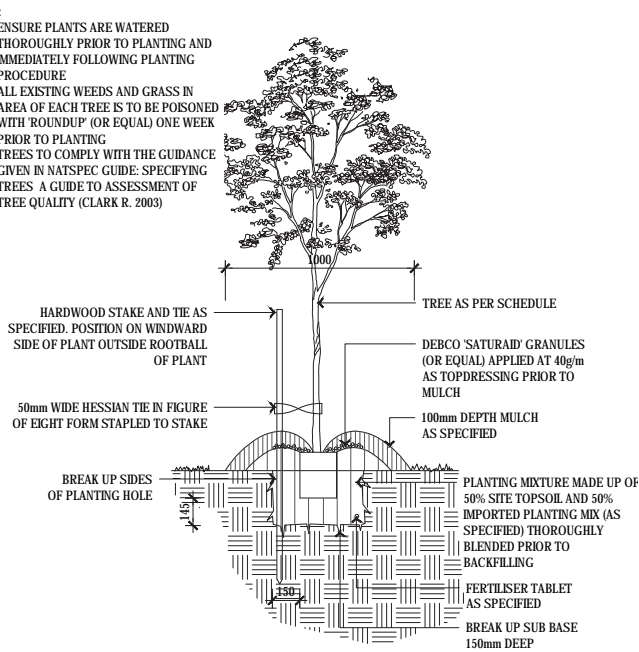 :
ENSURE PLANTS ARE WATERED
THOROUGHLY PRIOR TO PLANTING AND
IMMEDIATELY FOLLOWING PLANTING
PROCEDURE
ALL EXISTING WEEDS AND GRASS IN
AREA OF EACH TREE IS TO BE POISONED
WITH 'ROUNDUP' (OR EQUAL) ONE WEEK
PRIOR TO PLANTING
TREES TO COMPLY WITH THE GUIDANCE
GIVEN IN NATSPEC GUIDE: SPECIFYING
TREES A GUIDE TO ASSESSMENT OF
TREE QUALITY (CLARK R. 2003)
1000
HARDWOOD STAKE AND TIE AS
SPECIFIED. POSITION ON WINDWARD
SIDE OF PLANT OUTSIDE ROOTBALL
OF PLANT
50mm WIDE HESSIAN TIE IN FIGURE
OF EIGHT FORM STAPLED TO STAKE
BREAK UP SIDES
OF PLANTING HOLE
145
150
TREE AS PER SCHEDULE
DEBCO 'SATURAID' GRANULES
(OR EQUAL) APPLIED AT 40g/m
AS TOPDRESSING PRIOR TO
MULCH
100mm DEPTH MULCH
AS SPECIFIED
PLANTING MIXTURE MADE UP OF
50% SITE TOPSOIL AND 50%
IMPORTED PLANTING MIX (AS
SPECIFIED) THOROUGHLY
BLENDED PRIOR TO
BACKFILLING
FERTILISER TABLET
AS SPECIFIED
BREAK UP SUB BASE
150mm DEEP